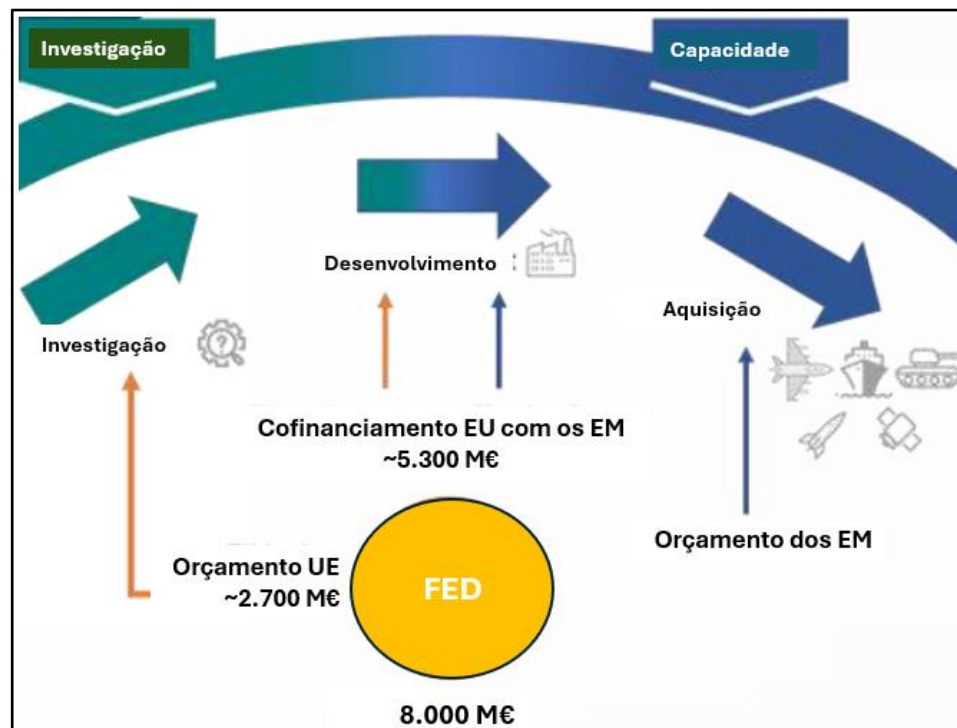 Investigação
Capacidade
Desenvolvimento
Aquisição
Investigação
?
Cofinanciamento EU com os EM
~5.300 M€
Orçamento dos EM
Orçamento UE
~2.700 M€
FED
8.000 M€